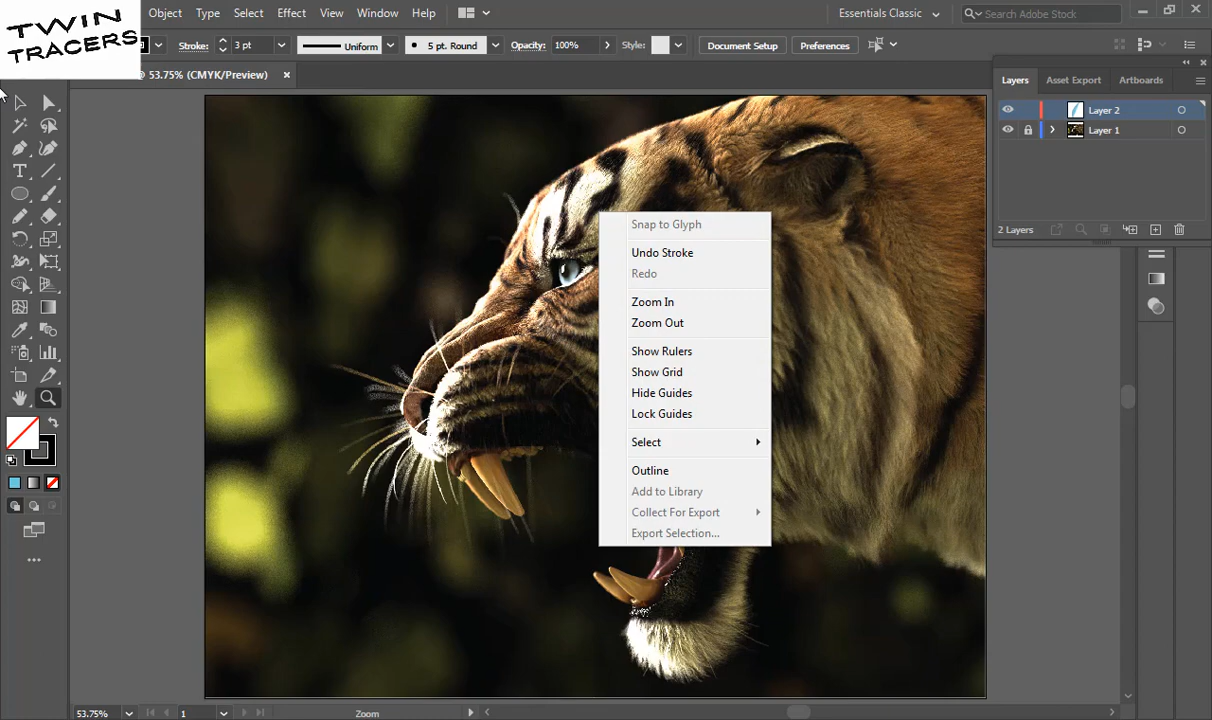 TWIN
TRACERS
Object Type Select Effect View Window Help
Essentials Classic
Search Adobe Stock
Stroke: 3 pt Uniform 5 pt. Round Opacity: 100% Style: Document Setup Preferences
@ 53.75% (CMYK/Preview)
Layers Asset Export Artboards
Layer 2
Layer 1
2 Layers
Snap to Glyph
Undo Stroke
Redo
Zoom In
Zoom Out
Show Rulers
Show Grid
Hide Guides
Lock Guides
Select
Outline
Add to Library
Collect For Export
Export Selection...
53.75% 1 Zoom